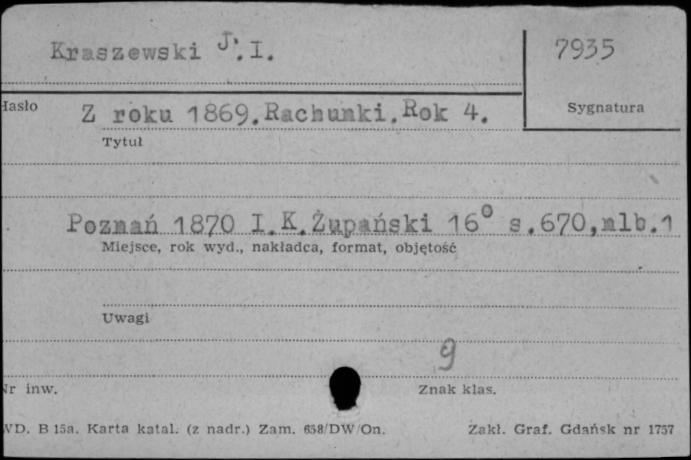 Kraszewski J.I.
7935
Hasło
Z roku 1869.Rachunki.Rok 4.
Sygnatura
Tytuł
Poznań 1870 I.K.Żupański 16° s.670,nlb.1
Miejsce, rok wyd., nakładca, format, objętość
Uwagi
9
Nr inw.
Znak klas.
WD. B 15a. Karta katal. (z nadr.) Zam. 658/DW/On.
Zakł. Graf. Gdańsk nr 1757